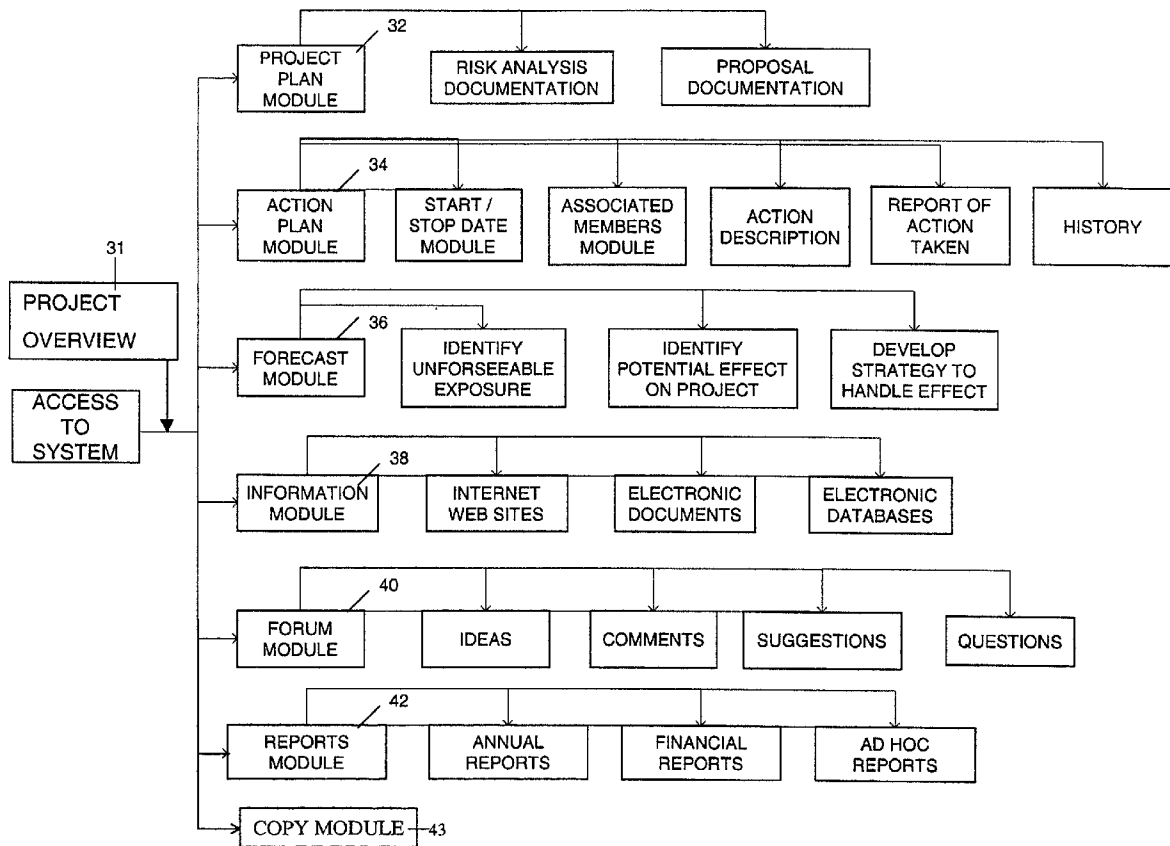 32
PROJECT
PLAN
MODULE
RISK ANALYSIS
DOCUMENTATION
PROPOSAL
DOCUMENTATION
34
ACTION
PLAN
MODULE
START /
STOP DATE
MODULE
ASSOCIATED
MEMBERS
MODULE
ACTION
DESCRIPTION
REPORT OF
ACTION
TAKEN
HISTORY
31
PROJECT
OVERVIEW
ACCESS
TO
SYSTEM
36
FORECAST
MODULE
IDENTIFY
UNFORSEEABLE
EXPOSURE
IDENTIFY
POTENTIAL EFFECT
ON PROJECT
DEVELOP
STRATEGY TO
HANDLE EFFECT
38
INFORMATION
MODULE
INTERNET
WEB SITES
ELECTRONIC
DOCUMENTS
ELECTRONIC
DATABASES
40
FORUM
MODULE
IDEAS
COMMENTS
SUGGESTIONS
QUESTIONS
42
REPORTS
MODULE
ANNUAL
REPORTS
FINANCIAL
REPORTS
AD HOC
REPORTS
COPY MODULE
43